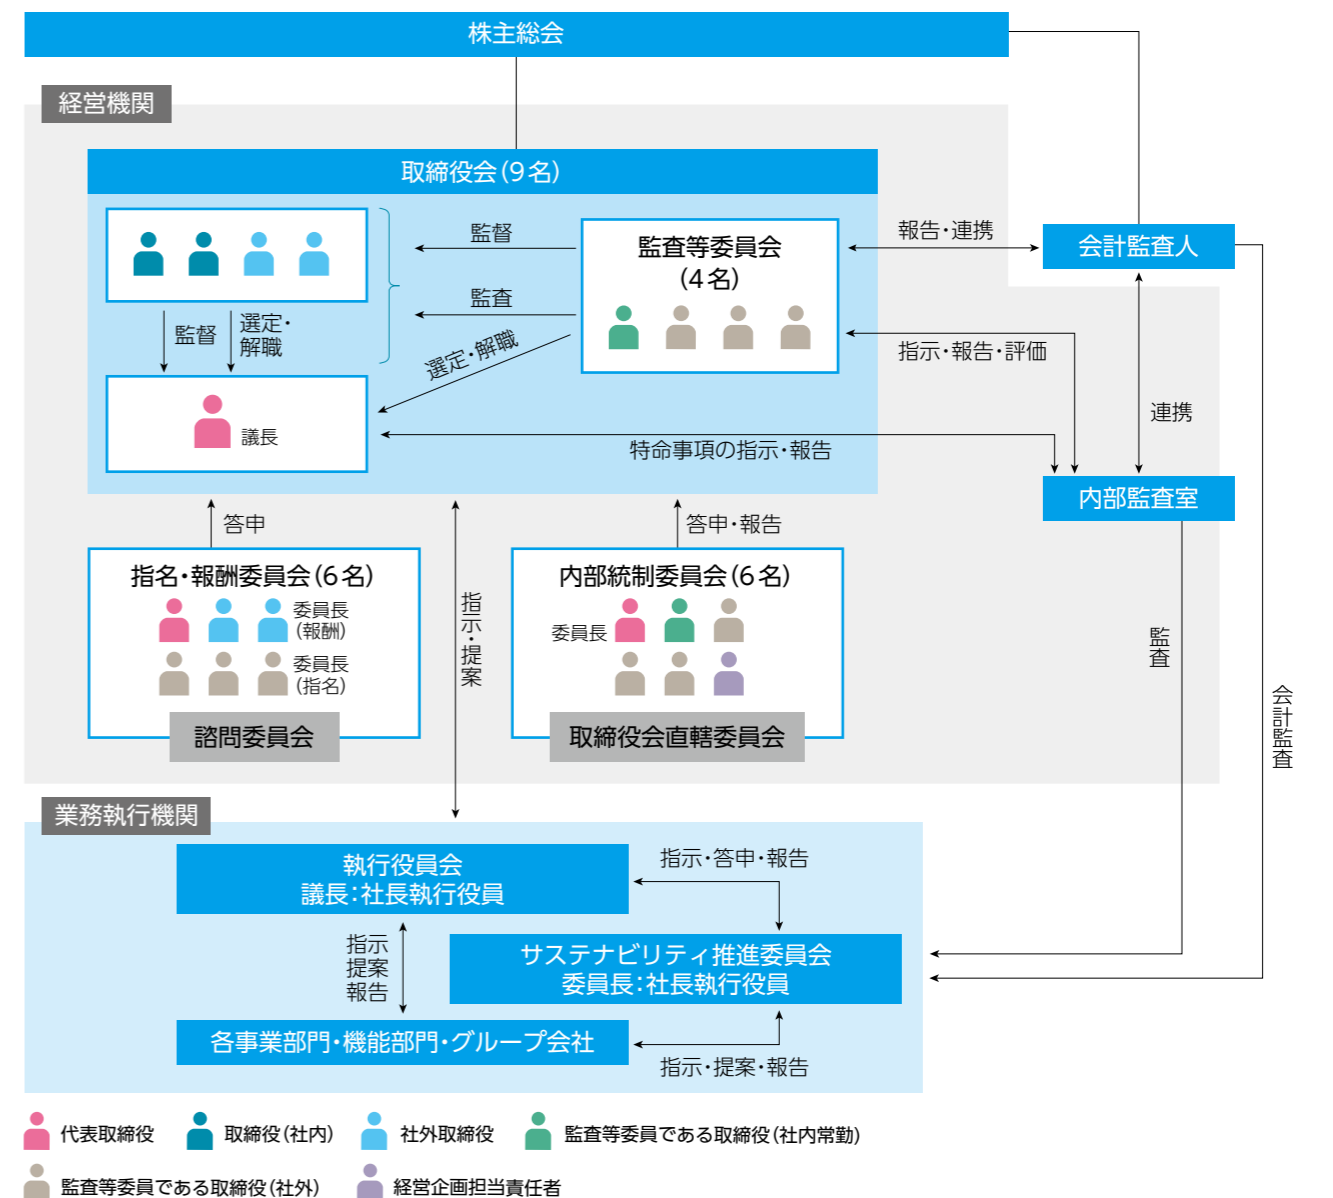 株主総会
経営機関
取締役会(9名)
監督
監査
選定・解職
監査等委員会
(4名)
報告・連携
会計監査人
監督
選定・
解職
議長
指示・報告・評価
特命事項の指示・報告
連携
内部監査室
答申
答申・報告
指示・提案
指名・報酬委員会(6名)
委員長
(報酬)
委員長
(指名)
諮問委員会
内部統制委員会(6名)
委員長
取締役会直轄委員会
監査
会計監査
業務執行機関
執行役員会
議長:社長執行役員
指示・答申・報告
指示
提案
報告
サステナビリティ推進委員会
委員長:社長執行役員
各事業部門・機能部門・グループ会社
指示・提案・報告
代表取締役
取締役(社内)
社外取締役
監査等委員である取締役(社内常勤)
監査等委員である取締役(社外)
経営企画担当責任者